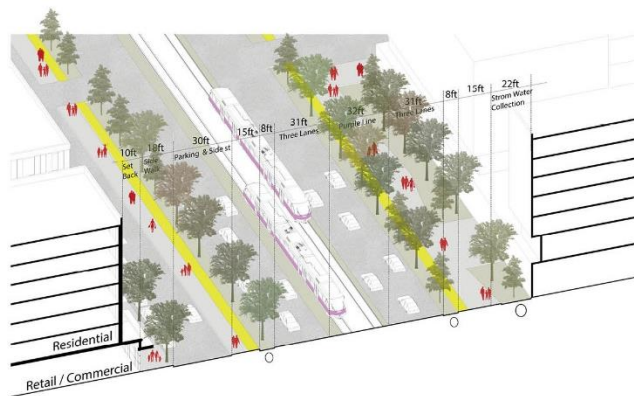 10ft
Set
Back
18ft
Side
Walk
30ft
Parking & Side st
15ft
8ft
31ft
Three Lanes
32ft
Purple Line
31ft
Three Lanes
8ft
15ft
22ft
Strom Water
Collection
Residential
Retail / Commercial